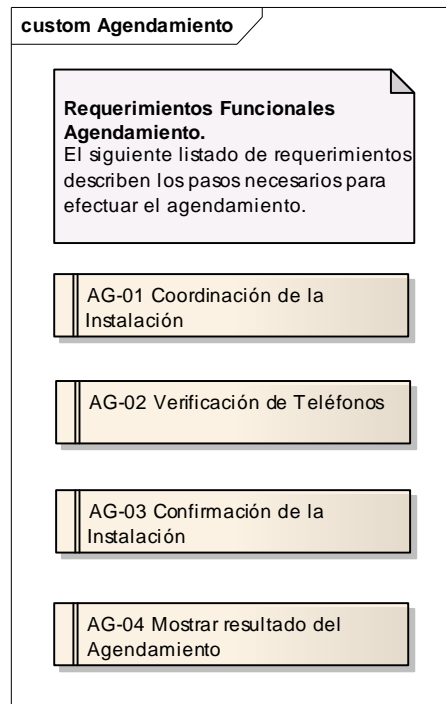 custom Agendamiento
Requerimientos Funcionales
Agendamiento.
El siguiente listado de requerimientos
describen los pasos necesarios para
efectuar el agendamiento.
AG-01 Coordinación de la
Instalación
AG-02 Verificación de Teléfonos
AG-03 Confirmación de la
Instalación
AG-04 Mostrar resultado del
Agendamiento